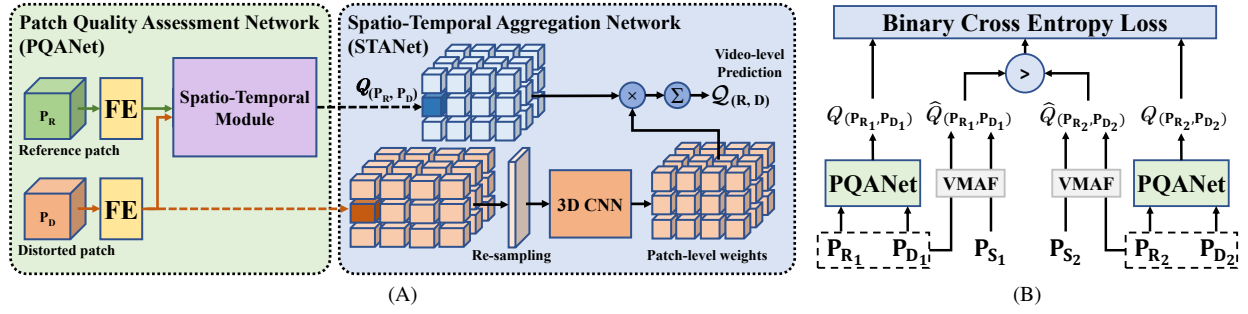 Patch Quality Assessment Network
(PQANet)
P_R
FE
Reference patch
Spatio-Temporal
Module
P_D
FE
Distorted patch
Spatio-Temporal Aggregation Network
(STANet)
Q_(P_R, P_D)
Video-level
Prediction
×
Σ
Q_(R, D)
3D CNN
Re-sampling
Patch-level weights
(A)
Binary Cross Entropy Loss
>
Q_(P_R1,P_D1) Q̂_(P_R1,P_D1) Q̂_(P_R2,P_D2) Q_(P_R2,P_D2)
PQANet VMAF VMAF PQANet
P_R1 P_D1 P_S1 P_S2 P_R2 P_D2
(B)